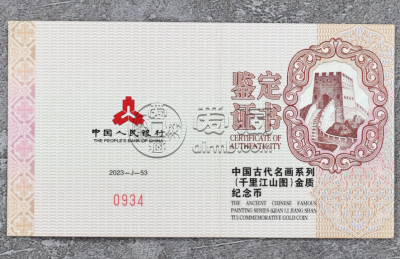 中国人民银行
THE PEOPLE'S BANK OF CHINA
2023-J-53
0934
鉴定
证书
CERTIFICATE OF
AUTHENTICITY
中国古代名画系列
(千里江山图)金质
纪念币
THE ANCIENT CHINESE FAMOUS
PAINTING SERIES (QIAN LI JIANG SHAN
TU) COMMEMORATIVE GOLD COIN